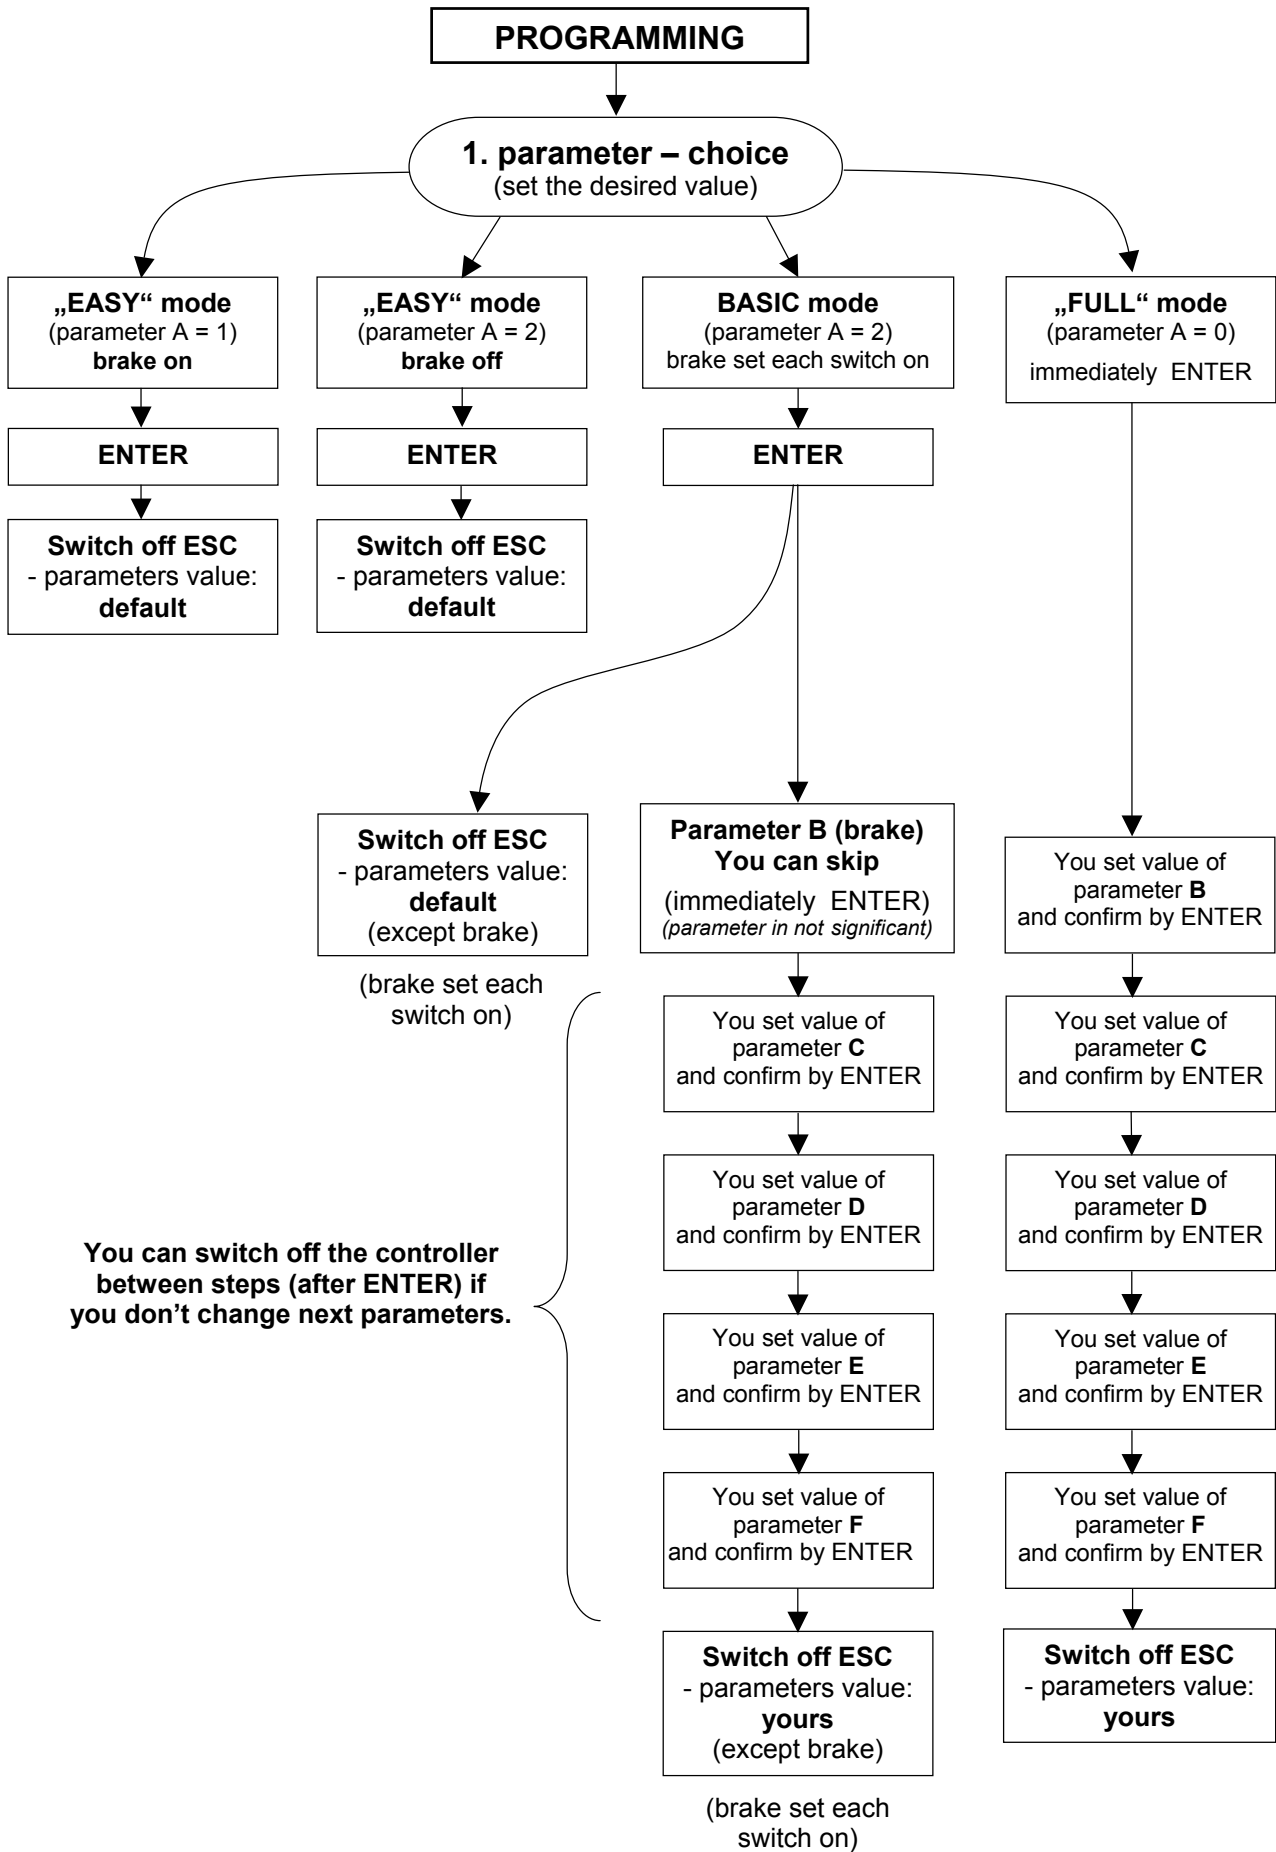 PROGRAMMING
1. parameter – choice
(set the desired value)
„EASY“ mode
(parameter A = 1)
brake on
ENTER
Switch off ESC
- parameters value:
default
„EASY“ mode
(parameter A = 2)
brake off
ENTER
Switch off ESC
- parameters value:
default
BASIC mode
(parameter A = 2)
brake set each switch on
ENTER
Switch off ESC
- parameters value:
default
(except brake)
(brake set each
switch on)
Parameter B (brake)
You can skip
(immediately ENTER)
(parameter in not significant)
You set value of
parameter C
and confirm by ENTER
You set value of
parameter D
and confirm by ENTER
You set value of
parameter E
and confirm by ENTER
You set value of
parameter F
and confirm by ENTER
Switch off ESC
- parameters value:
yours
(except brake)
(brake set each
switch on)
You can switch off the controller
between steps (after ENTER) if
you don’t change next parameters.
„FULL“ mode
(parameter A = 0)
immediately ENTER
You set value of
parameter B
and confirm by ENTER
You set value of
parameter C
and confirm by ENTER
You set value of
parameter D
and confirm by ENTER
You set value of
parameter E
and confirm by ENTER
You set value of
parameter F
and confirm by ENTER
Switch off ESC
- parameters value:
yours